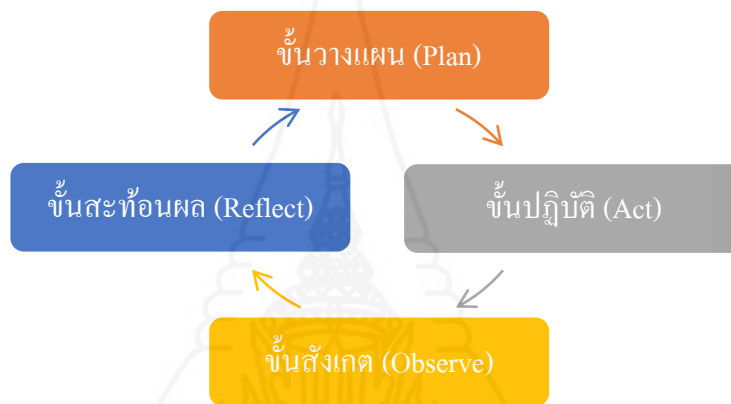 ขั้นวางแผน (Plan)
ขั้นสะท้อนผล (Reflect)
ขั้นปฏิบัติ (Act)
ขั้นสังเกต (Observe)